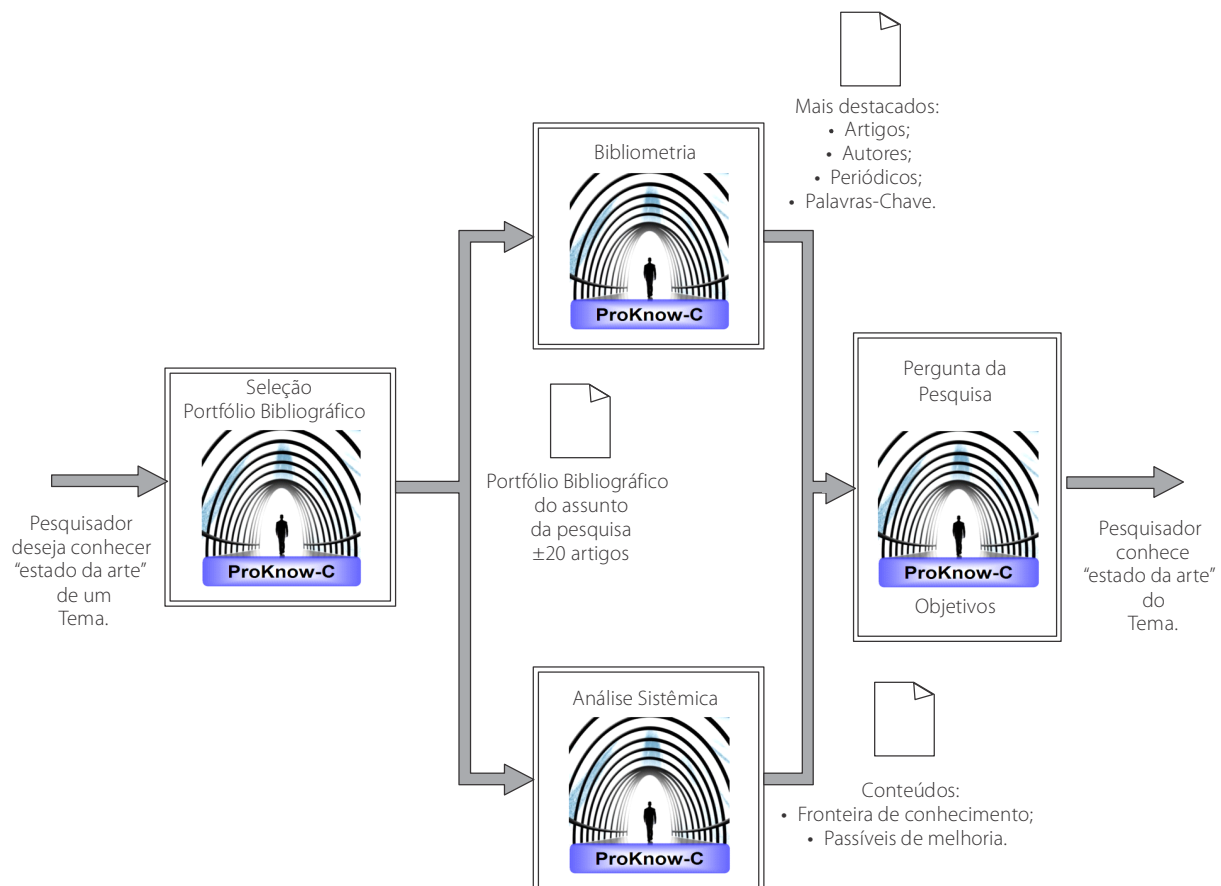 Pesquisador
deseja conhecer
“estado da arte”
de um
Tema.
Seleção
Portfólio Bibliográfico
ProKnow-C
Bibliometria
ProKnow-C
Mais destacados:
• Artigos;
• Autores;
• Periódicos;
• Palavras-Chave.
Portfólio Bibliográfico
do assunto
da pesquisa
±20 artigos
Análise Sistêmica
ProKnow-C
Conteúdos:
• Fronteira de conhecimento;
• Passíveis de melhoria.
Pergunta da
Pesquisa
ProKnow-C
Objetivos
Pesquisador
conhece
“estado da arte”
do
Tema.